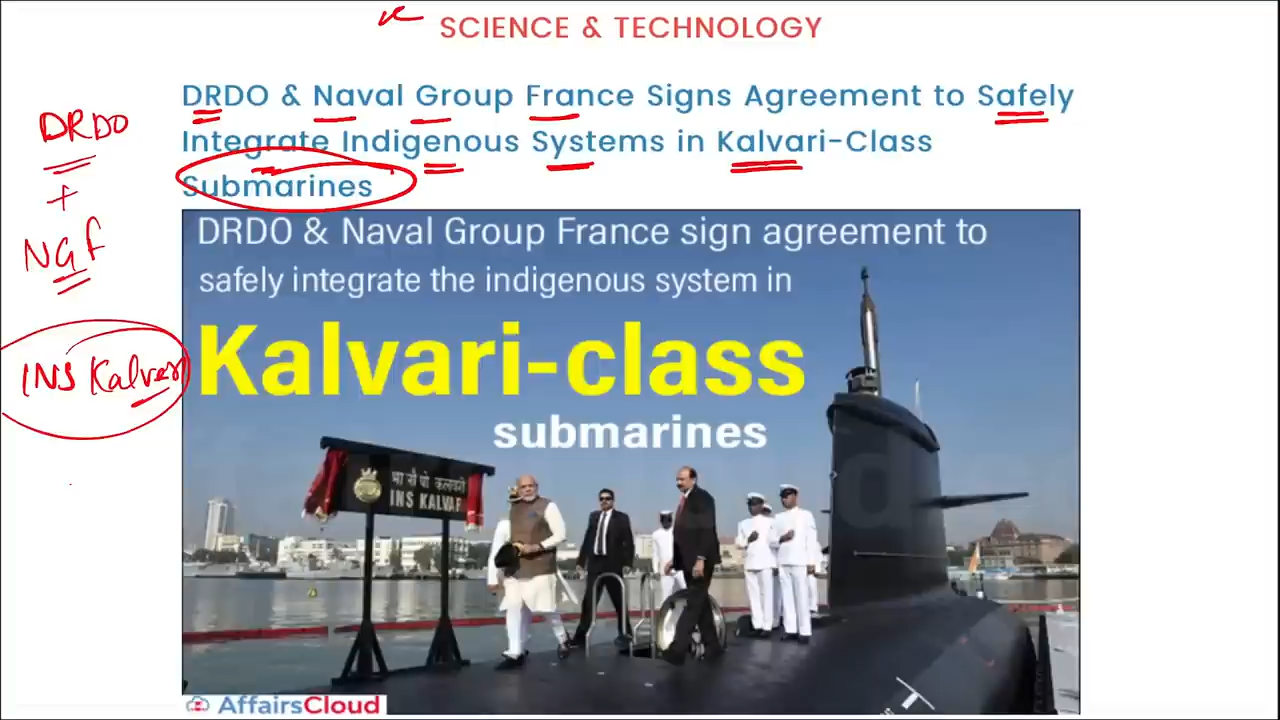 SCIENCE & TECHNOLOGY
DRDO & Naval Group France Signs Agreement to Safely
Integrate Indigenous Systems in Kalvari-Class
Submarines
DRDO
+
NGF
INS Kalvari
DRDO & Naval Group France sign agreement to
safely integrate the indigenous system in
Kalvari-class
submarines
भा नौ पो कलवरी
INS KALVAR
AffairsCloud